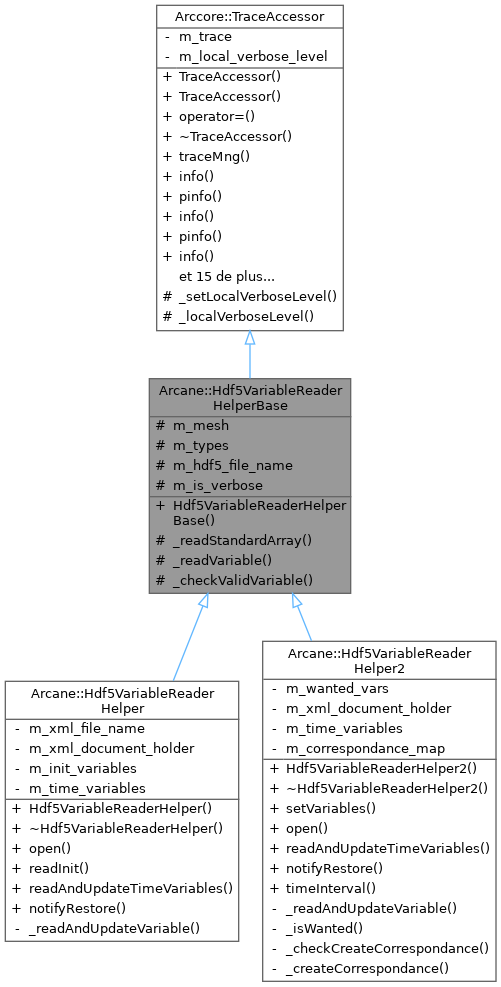 Arccore::TraceAccessor
- m_trace
- m_local_verbose_level
+ TraceAccessor()
+ TraceAccessor()
+ operator=()
+ ~TraceAccessor()
+ traceMng()
+ info()
+ pinfo()
+ info()
+ pinfo()
+ info()
et 15 de plus...
# _setLocalVerboseLevel()
# _localVerboseLevel()
Arcane::Hdf5VariableReader
HelperBase
# m_mesh
# m_types
# m_hdf5_file_name
# m_is_verbose
+ Hdf5VariableReaderHelper
Base()
# _readStandardArray()
# _readVariable()
# _checkValidVariable()
Arcane::Hdf5VariableReader
Helper
- m_xml_file_name
- m_xml_document_holder
- m_init_variables
- m_time_variables
+ Hdf5VariableReaderHelper()
+ ~Hdf5VariableReaderHelper()
+ open()
+ readInit()
+ readAndUpdateTimeVariables()
+ notifyRestore()
- _readAndUpdateVariable()
Arcane::Hdf5VariableReader
Helper2
- m_wanted_vars
- m_xml_document_holder
- m_time_variables
- m_correspondance_map
+ Hdf5VariableReaderHelper2()
+ ~Hdf5VariableReaderHelper2()
+ setVariables()
+ open()
+ readAndUpdateTimeVariables()
+ notifyRestore()
+ timeInterval()
- _readAndUpdateVariable()
- _isWanted()
- _checkCreateCorrespondance()
- _createCorrespondance()